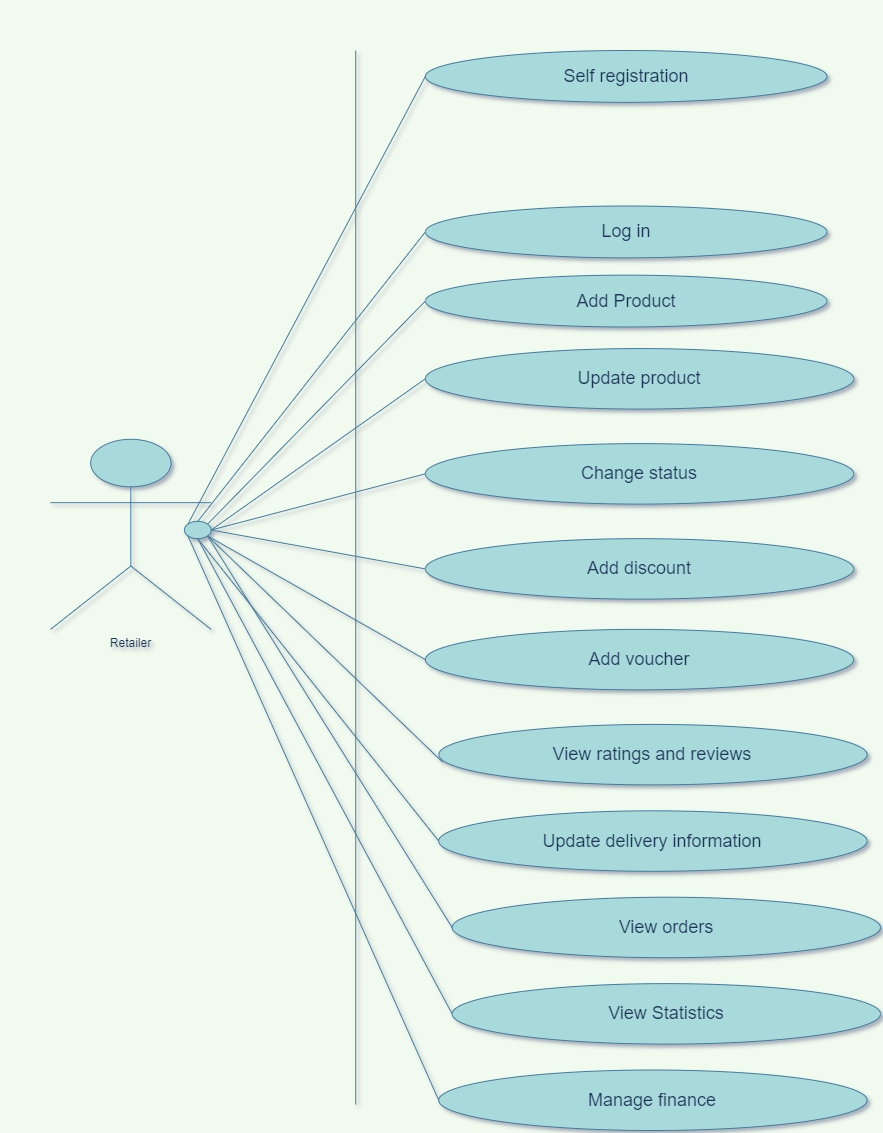 Self registration
Log in
Add Product
Update product
Change status
Add discount
Add voucher
Retailer
View ratings and reviews
Update delivery information
View orders
View Statistics
Manage finance